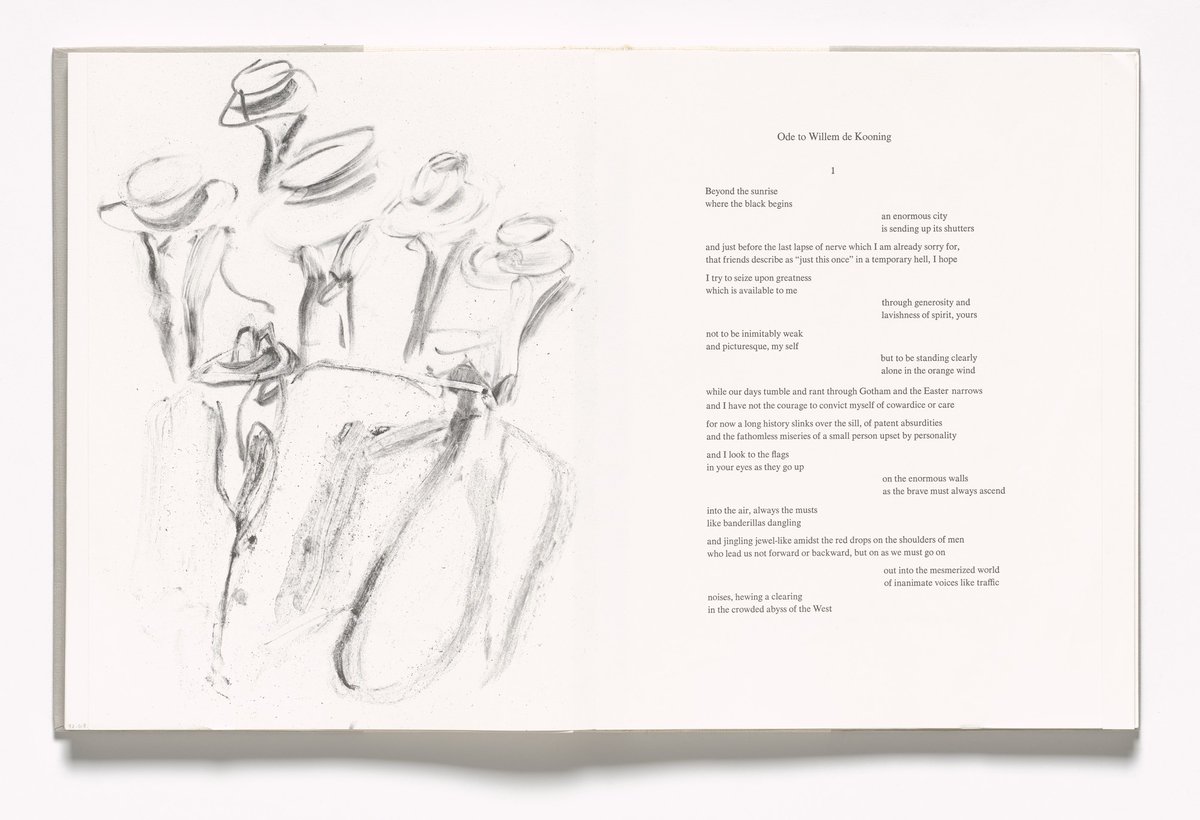 Ode to Willem de Kooning
1
Beyond the sunrise
where the black begins
an enormous city
is sending up its shutters
and just before the last lapse of nerve which I am already sorry for,
that friends describe as “just this once” in a temporary hell, I hope
I try to seize upon greatness
which is available to me
through generosity and
lavishness of spirit, yours
not to be inimitably weak
and picturesque, my self
but to be standing clearly
alone in the orange wind
while our days tumble and rant through Gotham and the Easter narrows
and I have not the courage to convict myself of cowardice or care
for now a long history slinks over the sill, of patent absurdities
and the fathomless miseries of a small person upset by personality
and I look to the flags
in your eyes as they go up
on the enormous walls
as the brave must always ascend
into the air, always the musts
like banderillas dangling
and jingling jewel-like amidst the red drops on the shoulders of men
who lead us not forward or backward, but on as we must go on
out into the mesmerized world
of inanimate voices like traffic
noises, hewing a clearing
in the crowded abyss of the West